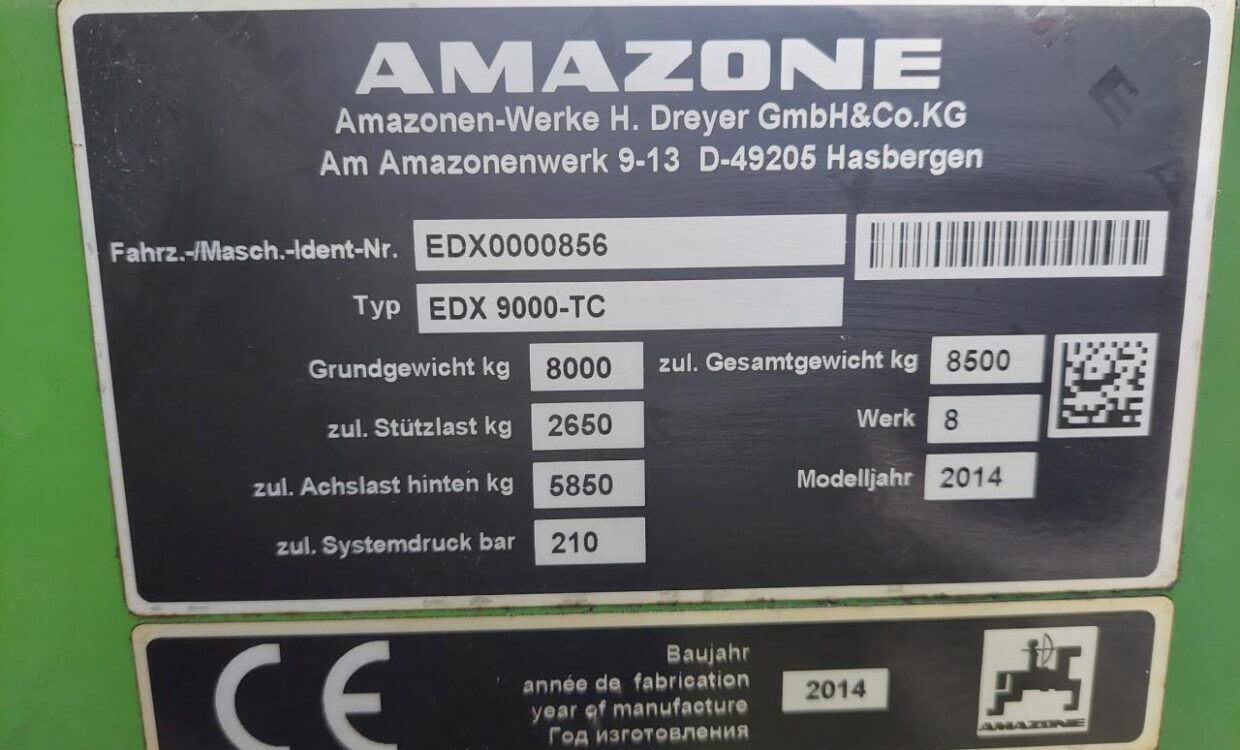 AMAZONE
Amazonen-Werke H. Dreyer GmbH&Co.KG
Am Amazonenwerk 9-13 D-49205 Hasbergen
Fahrz.-/Masch.-Ident-Nr. EDX0000856
Typ EDX 9000-TC
Grundgewicht kg 8000 zul. Gesamtgewicht kg 8500
zul. Stützlast kg 2650 Werk 8
zul. Achslast hinten kg 5850 Modelljahr 2014
zul. Systemdruck bar 210
CE
Baujahr
année de fabrication
year of manufacture
Год изготовления
2014
AMAZONE